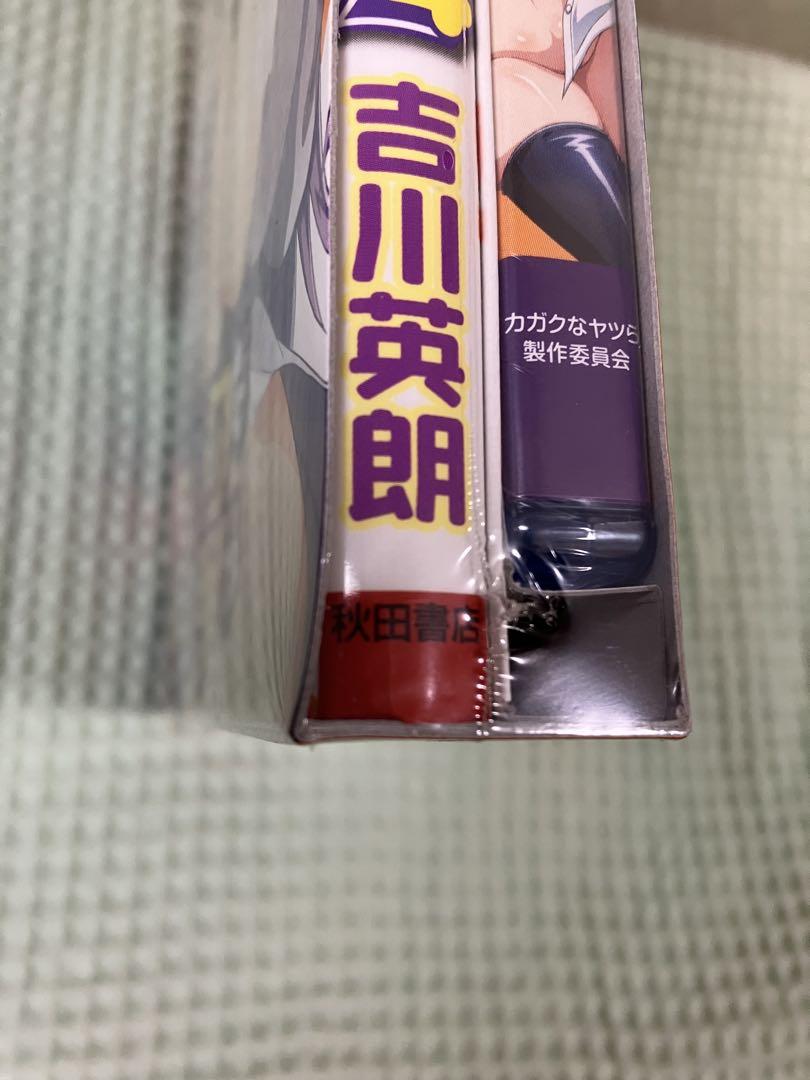 吉川英朗
秋田書店
カガクなヤツら
製作委員会